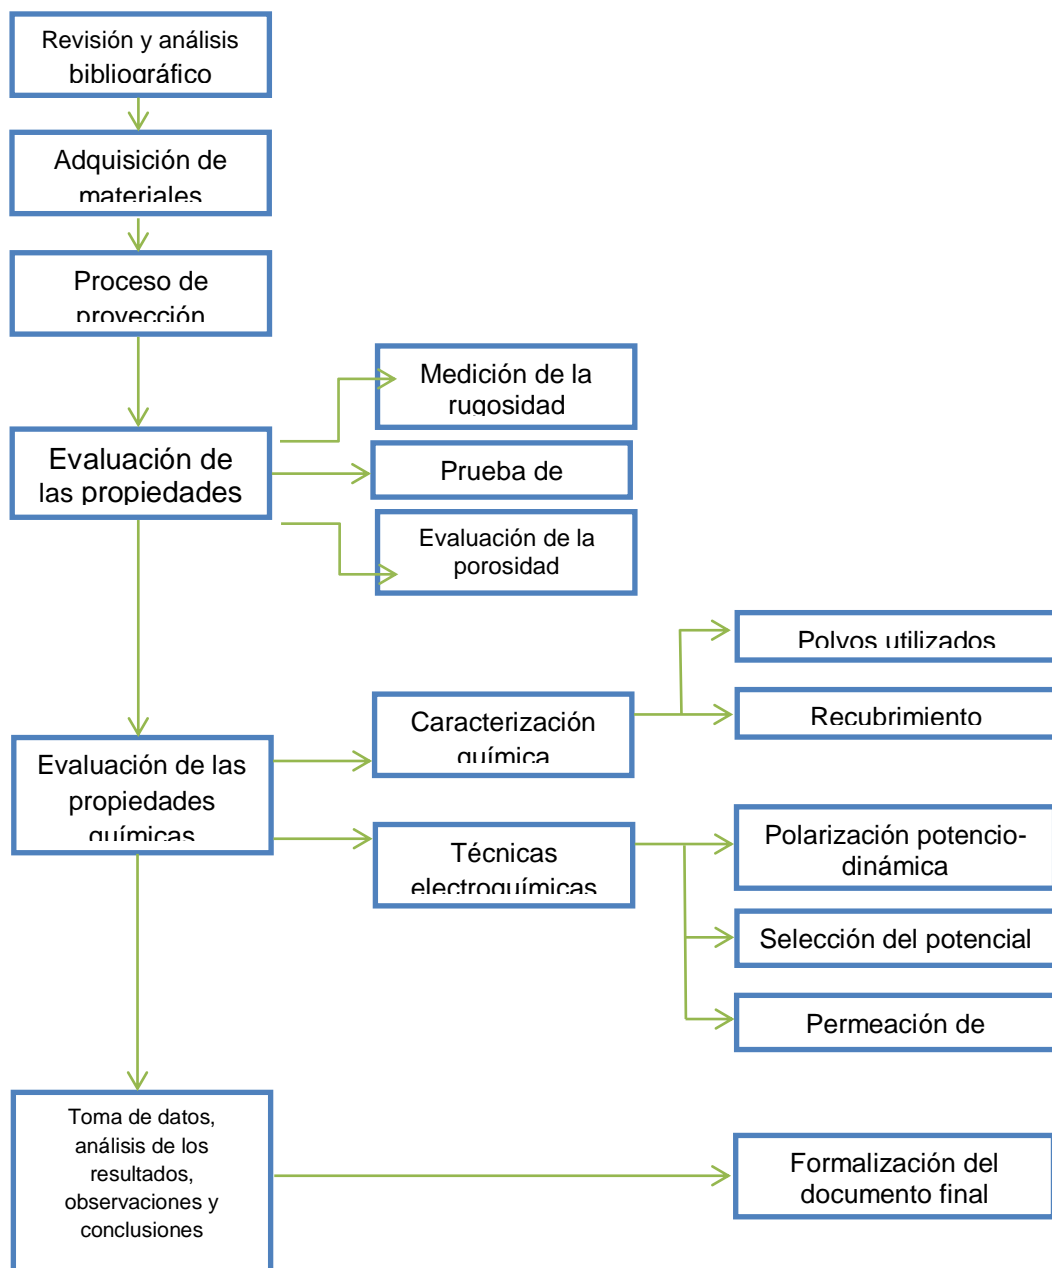 Revisión y análisis
bibliográfico
Adquisición de
materiales
Proceso de
proyección
Medición de la
rugosidad
Evaluación de
las propiedades
Prueba de
Evaluación de la
porosidad
Polvos utilizados
Caracterización
química
Recubrimiento
Evaluación de las
propiedades
químicas
Técnicas
electroquímicas
Polarización potencio-
dinámica
Selección del potencial
Permeación de
Toma de datos,
análisis de los
resultados,
observaciones y
conclusiones
Formalización del
documento final